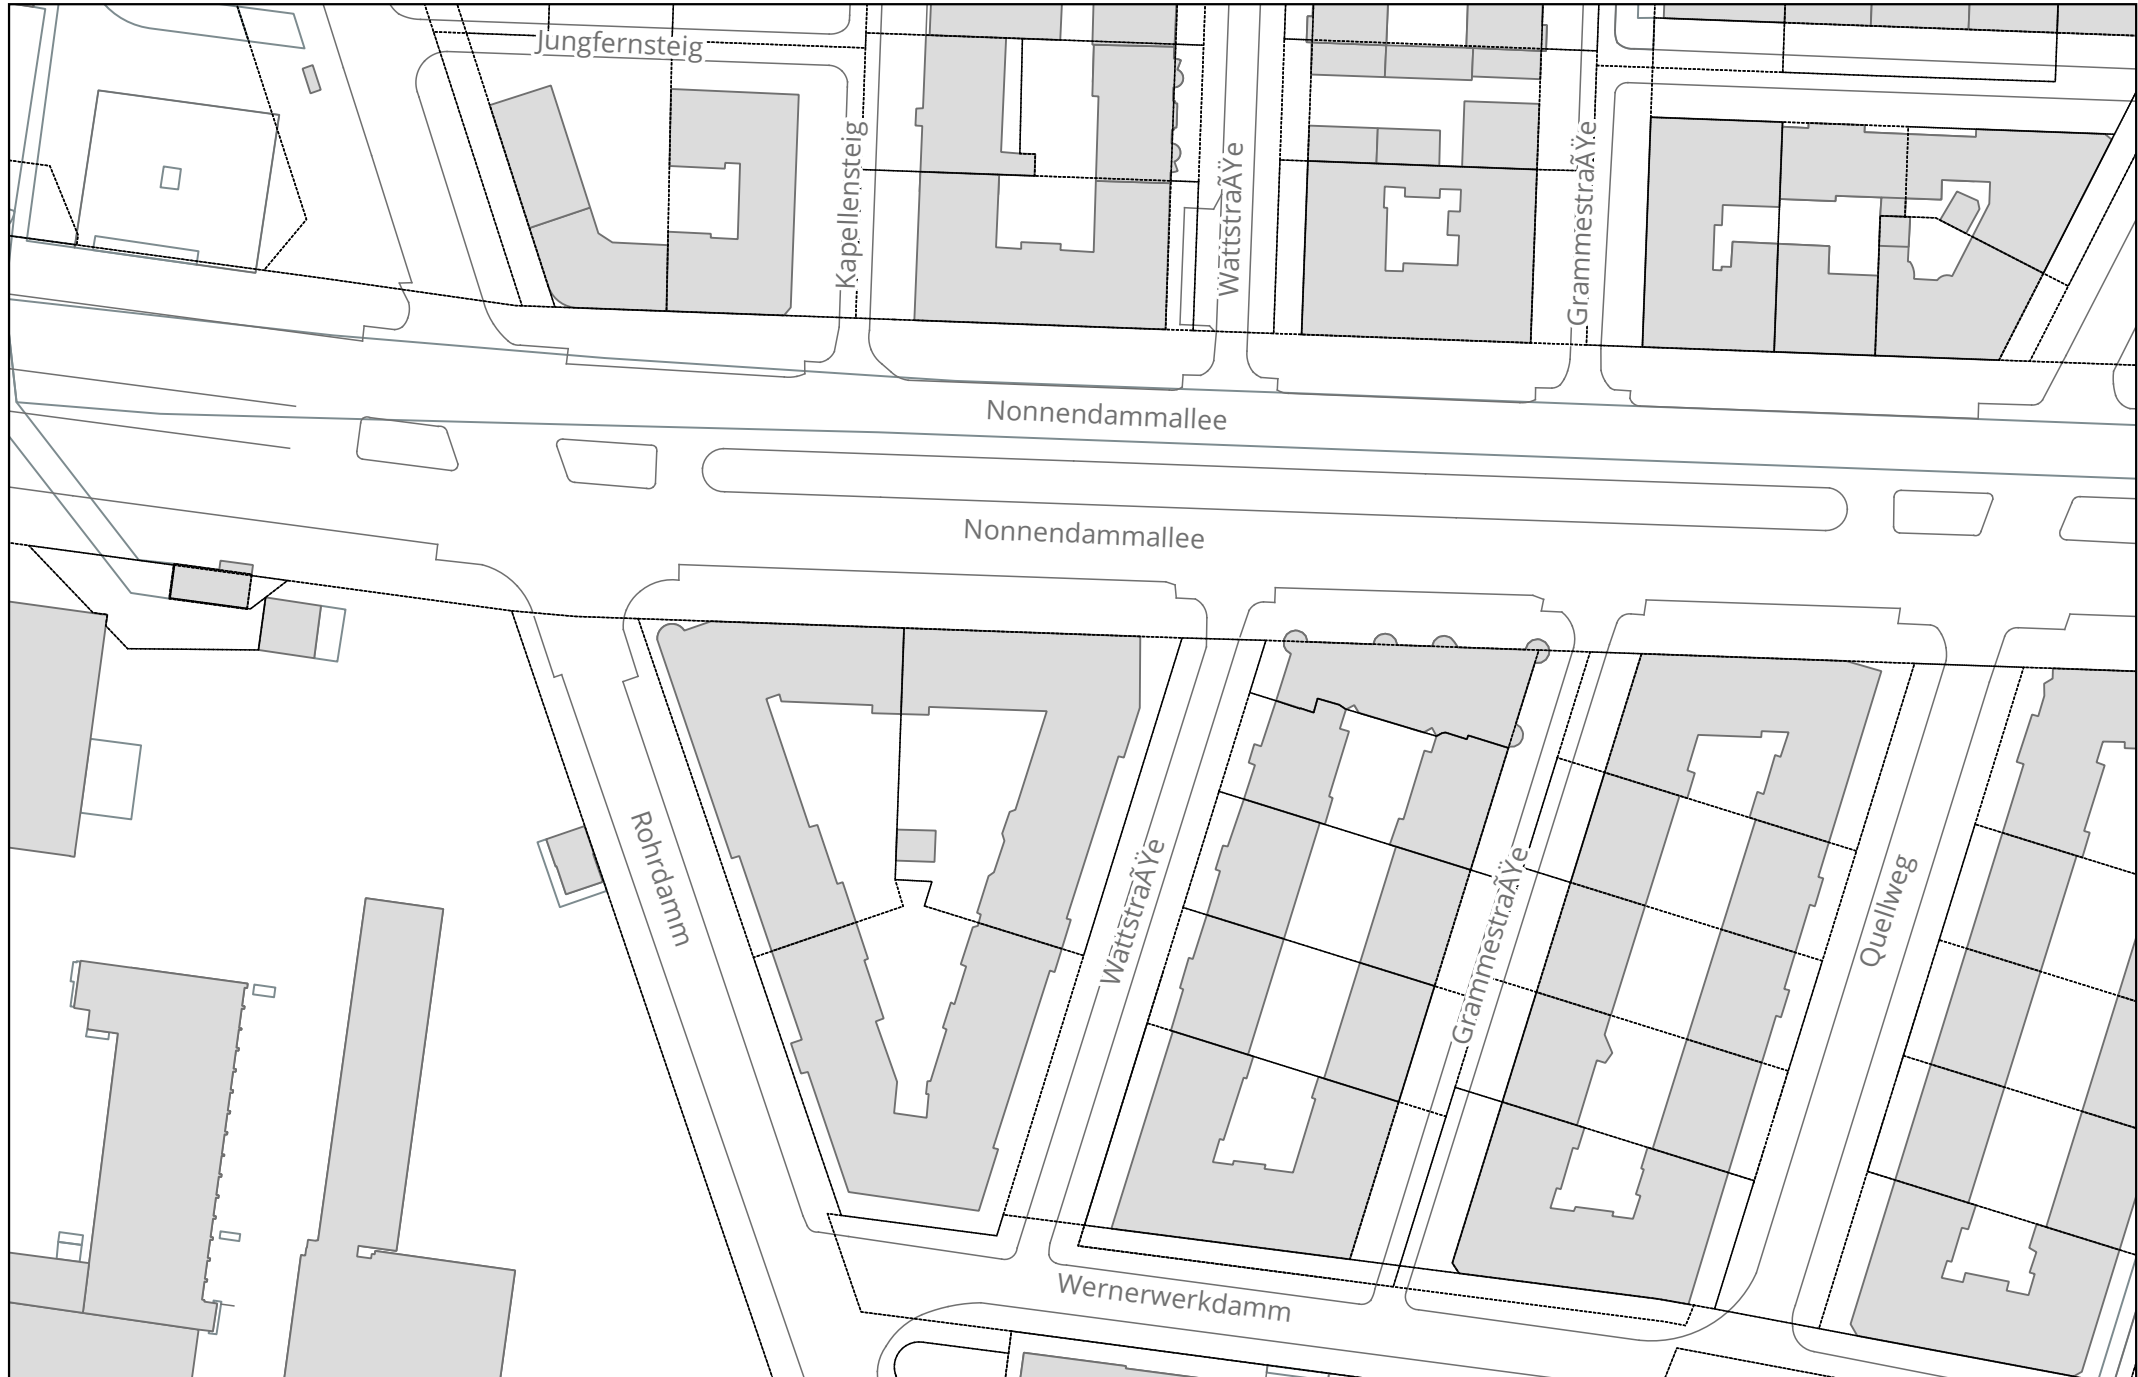 Jungfernsteig
Kapellensteig
WattstraÃŸe
GrammestraÃŸe
Nonnendammallee
Nonnendammallee
Rohrdamm
WattstraÃŸe
GrammestraÃŸe
Quellweg
Wernerwerkdamm